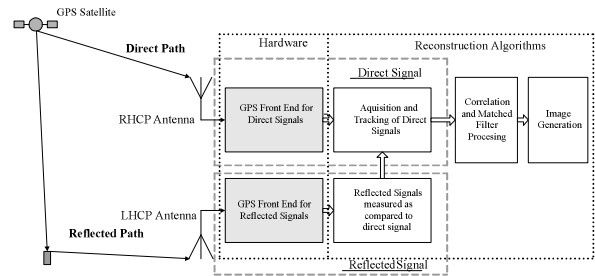 GPS Satellite
Direct Path
Hardware
Reconstruction Algorithms
Direct Signal
GPS Front End for
Direct Signals
Aquisition and
Tracking of Direct
Signals
Correlation
and Matched
Filter
Procesing
Image
Generation
RHCP Antenna
LHCP Antenna
GPS Front End for
Reflected Signals
Reflected Signals
measured as
compared to
direct signal
Reflected Path
ReflectedSignal